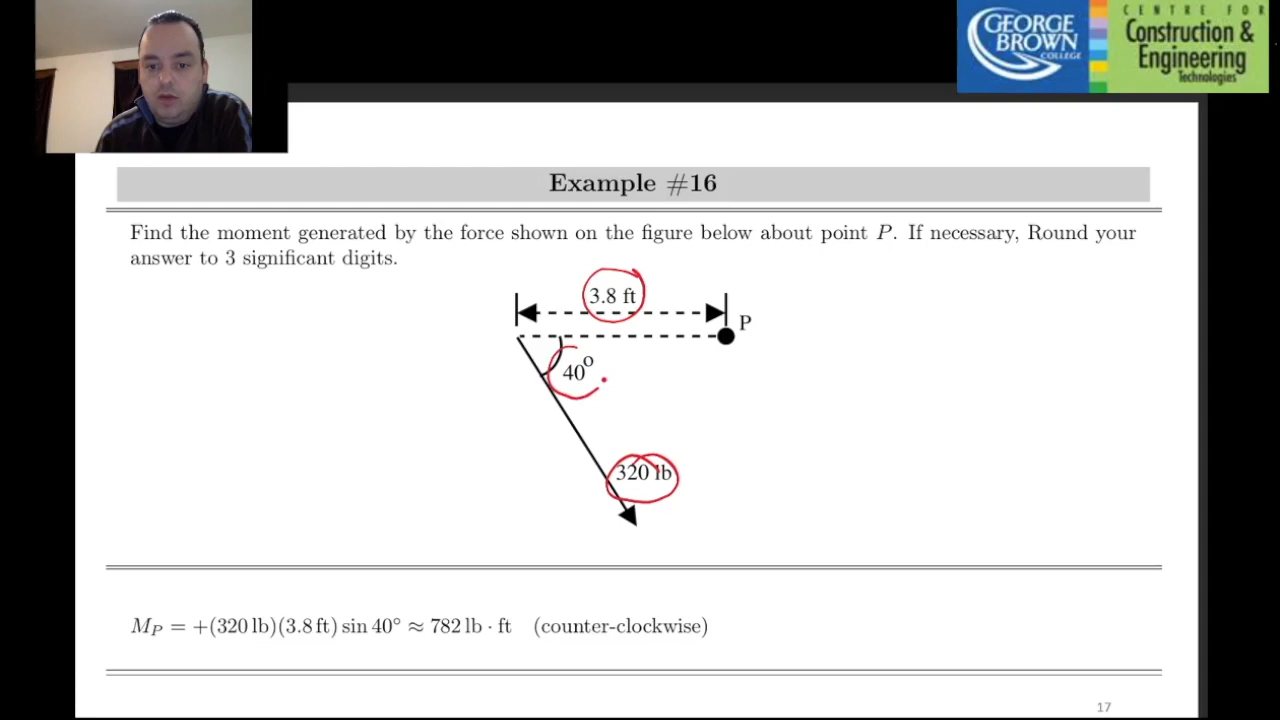 GEORGE
BROWN
COLLEGE
CENTRE FOR
Construction &
Engineering
Technologies
Example #16
Find the moment generated by the force shown on the figure below about point P. If necessary, Round your
answer to 3 significant digits.
3.8 ft
P
40°
320 lb
M_P = +(320 lb)(3.8 ft) sin 40° ≈ 782 lb · ft (counter-clockwise)
17